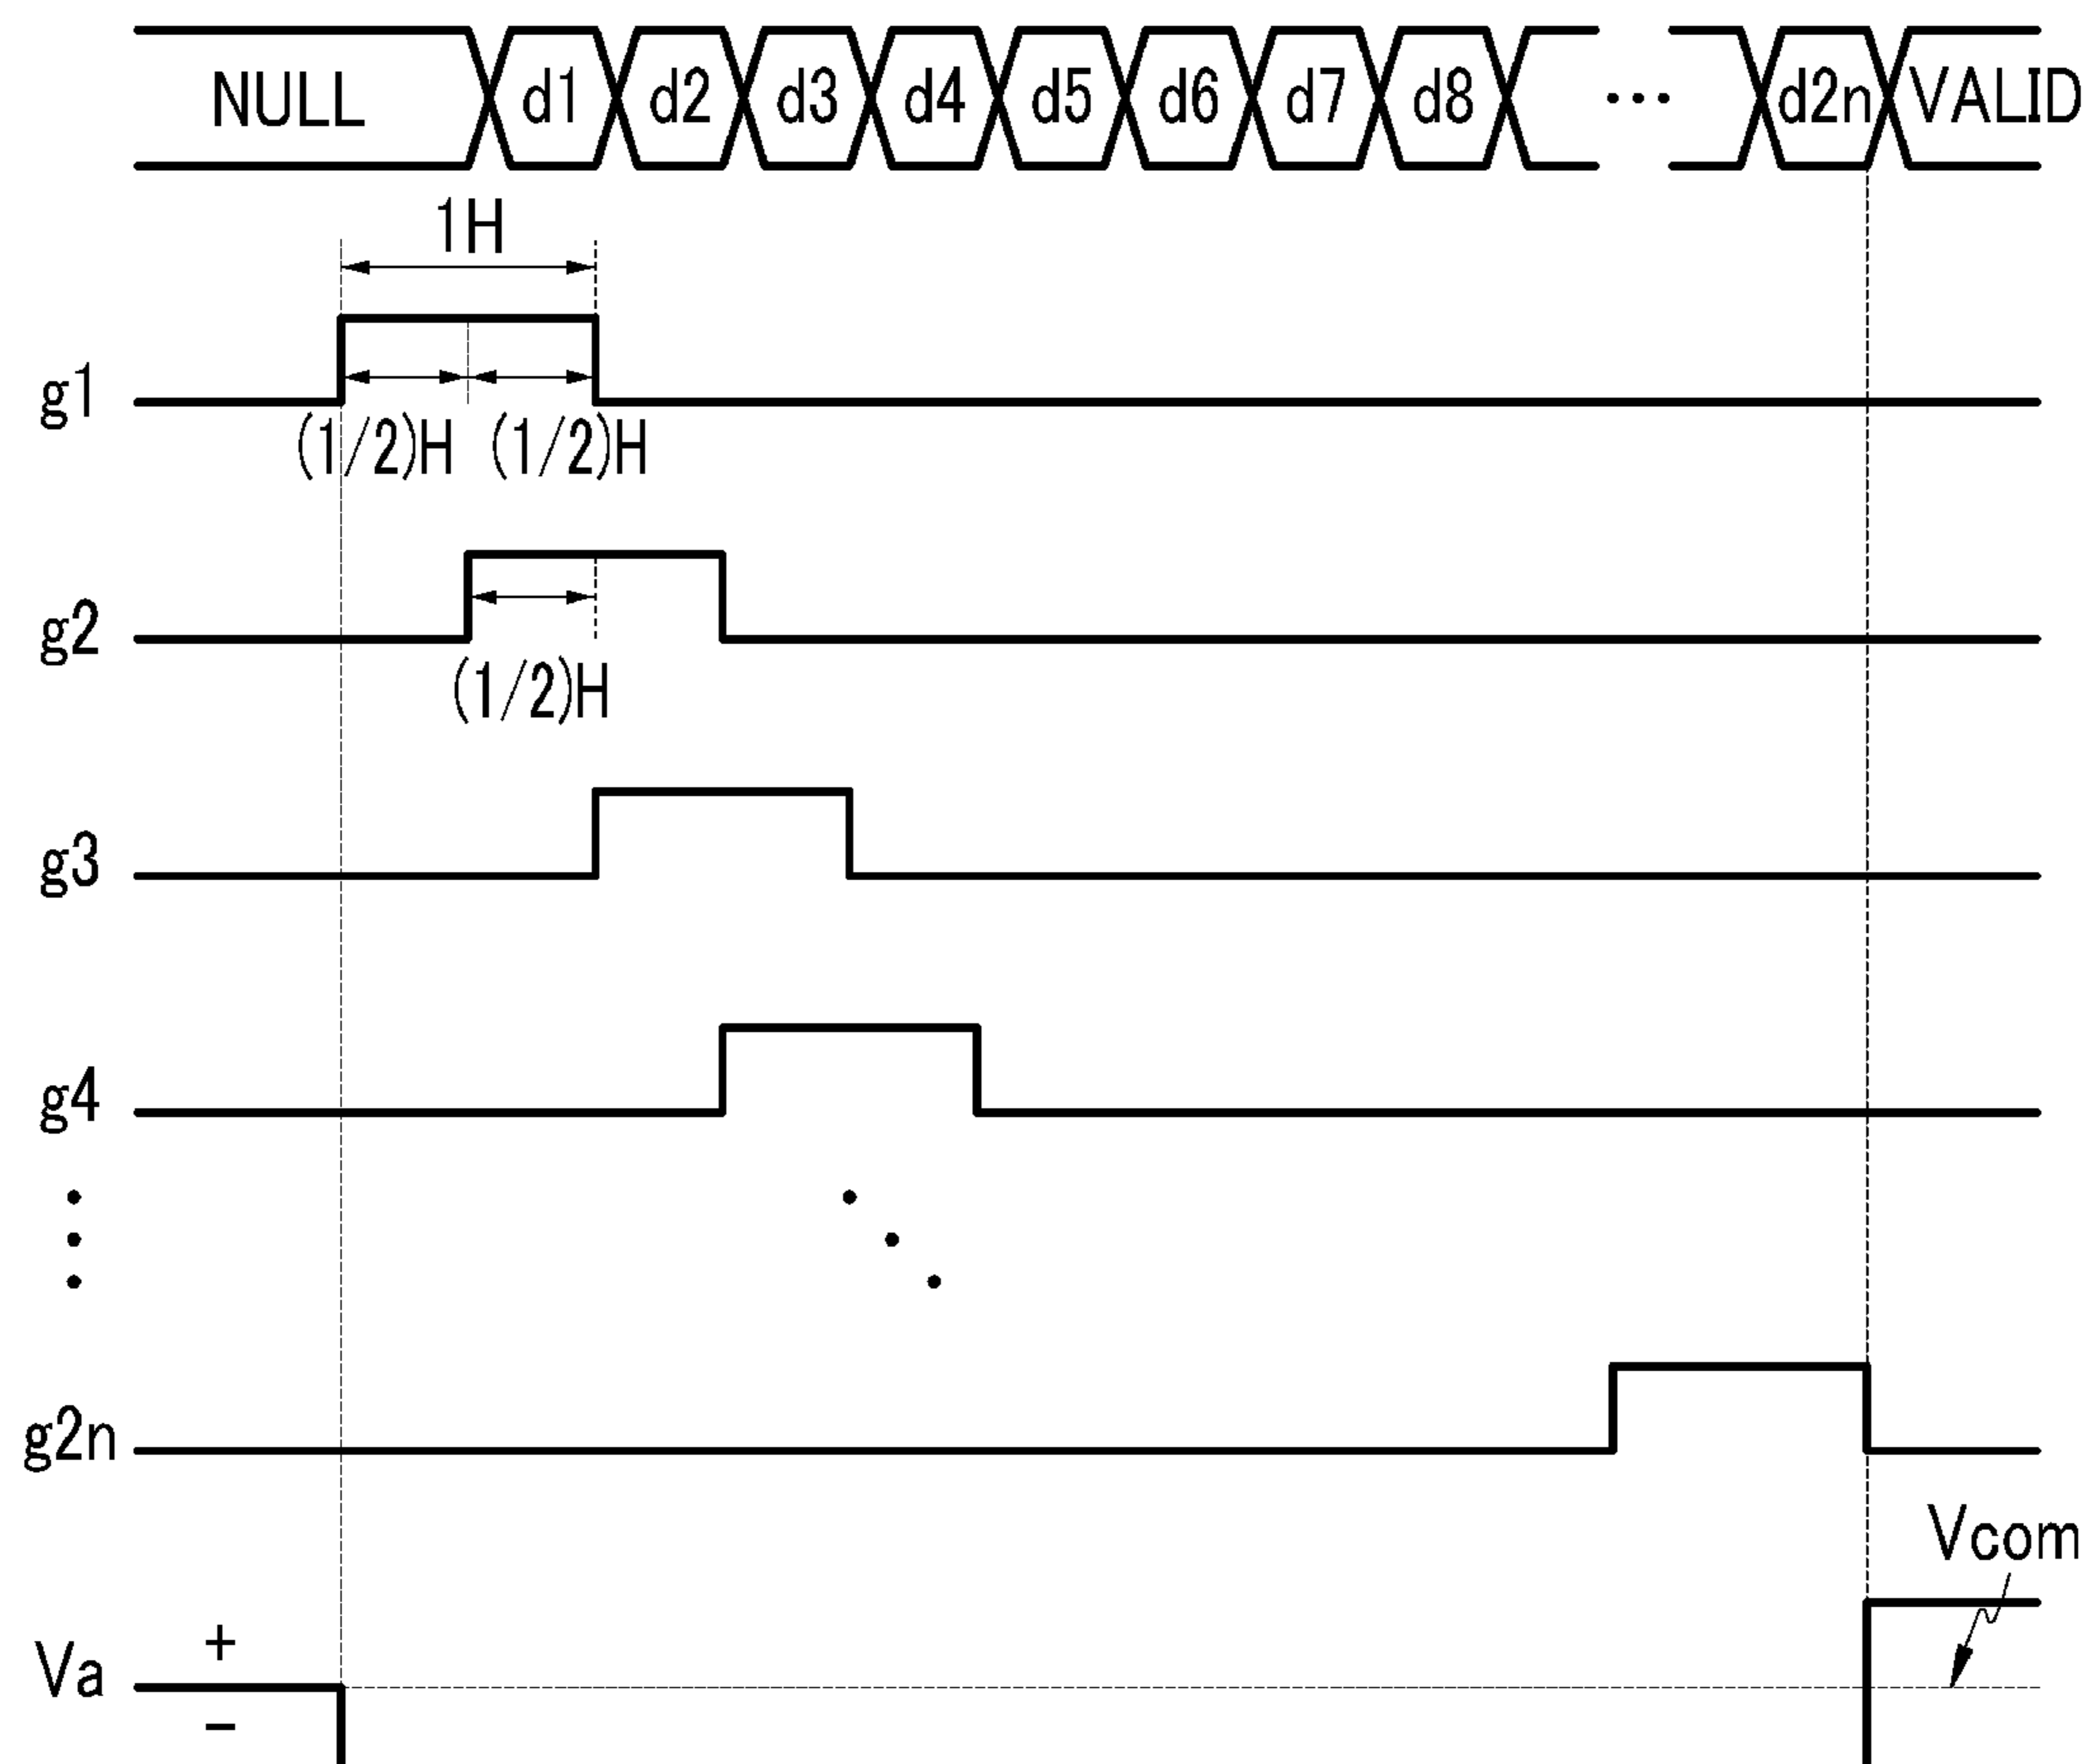 NULL d1 d2 d3 d4 d5 d6 d7 d8 ... d2n VALID
1H
g1
(1/2)H (1/2)H
g2
(1/2)H
g3
g4
g2n
Vcom
+
Va
−